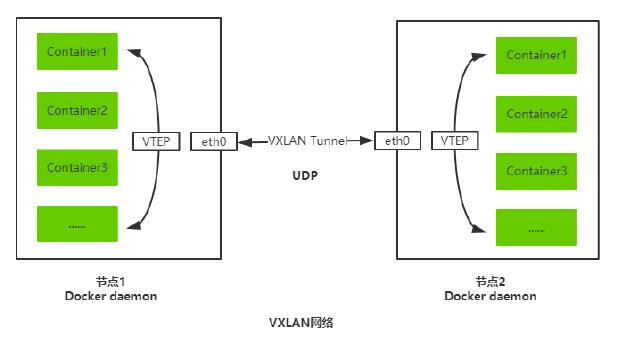 Container1
Container2
Container3
......
VTEP
eth0
VXLAN Tunnel
UDP
eth0
VTEP
Container1
Container2
Container3
......
节点1
Docker daemon
节点2
Docker daemon
VXLAN网络